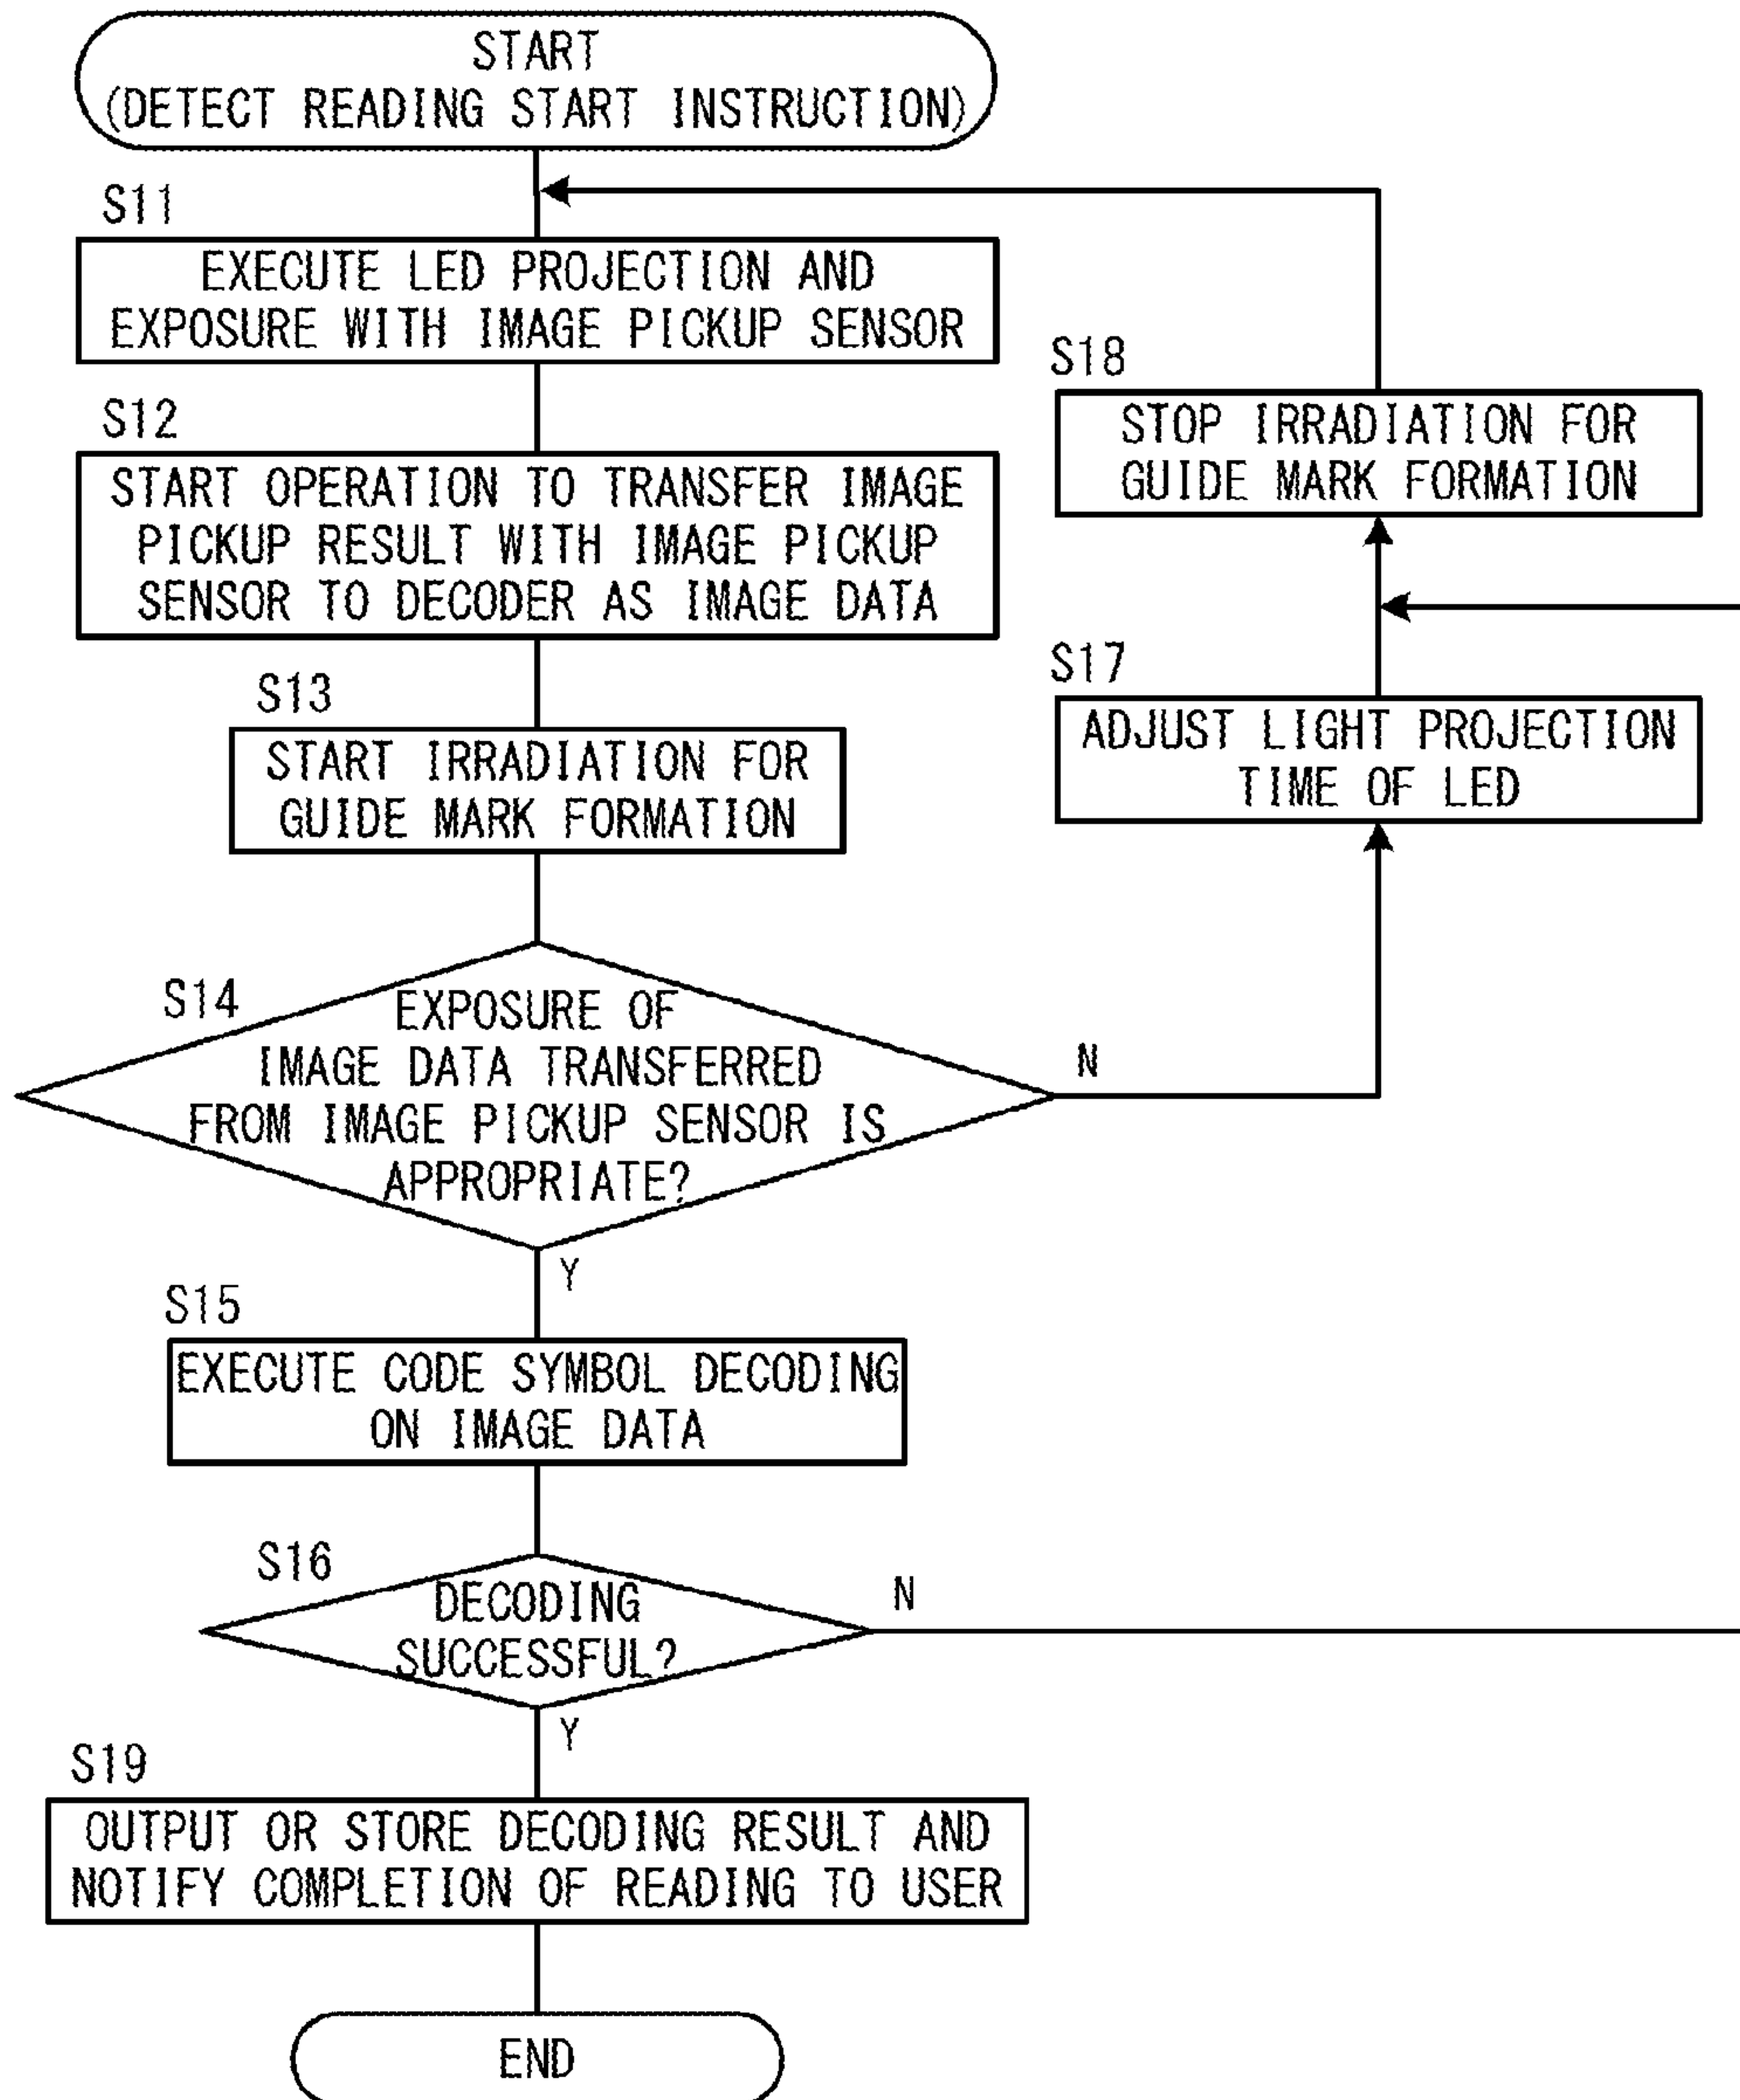 START
(DETECT READING START INSTRUCTION)
S11
EXECUTE LED PROJECTION AND
EXPOSURE WITH IMAGE PICKUP SENSOR
S12
START OPERATION TO TRANSFER IMAGE
PICKUP RESULT WITH IMAGE PICKUP
SENSOR TO DECODER AS IMAGE DATA
S13
START IRRADIATION FOR
GUIDE MARK FORMATION
S14
EXPOSURE OF
IMAGE DATA TRANSFERRED
FROM IMAGE PICKUP SENSOR IS
APPROPRIATE?
N
Y
S18
STOP IRRADIATION FOR
GUIDE MARK FORMATION
S17
ADJUST LIGHT PROJECTION
TIME OF LED
S15
EXECUTE CODE SYMBOL DECODING
ON IMAGE DATA
S16
DECODING
SUCCESSFUL?
N
Y
S19
OUTPUT OR STORE DECODING RESULT AND
NOTIFY COMPLETION OF READING TO USER
END